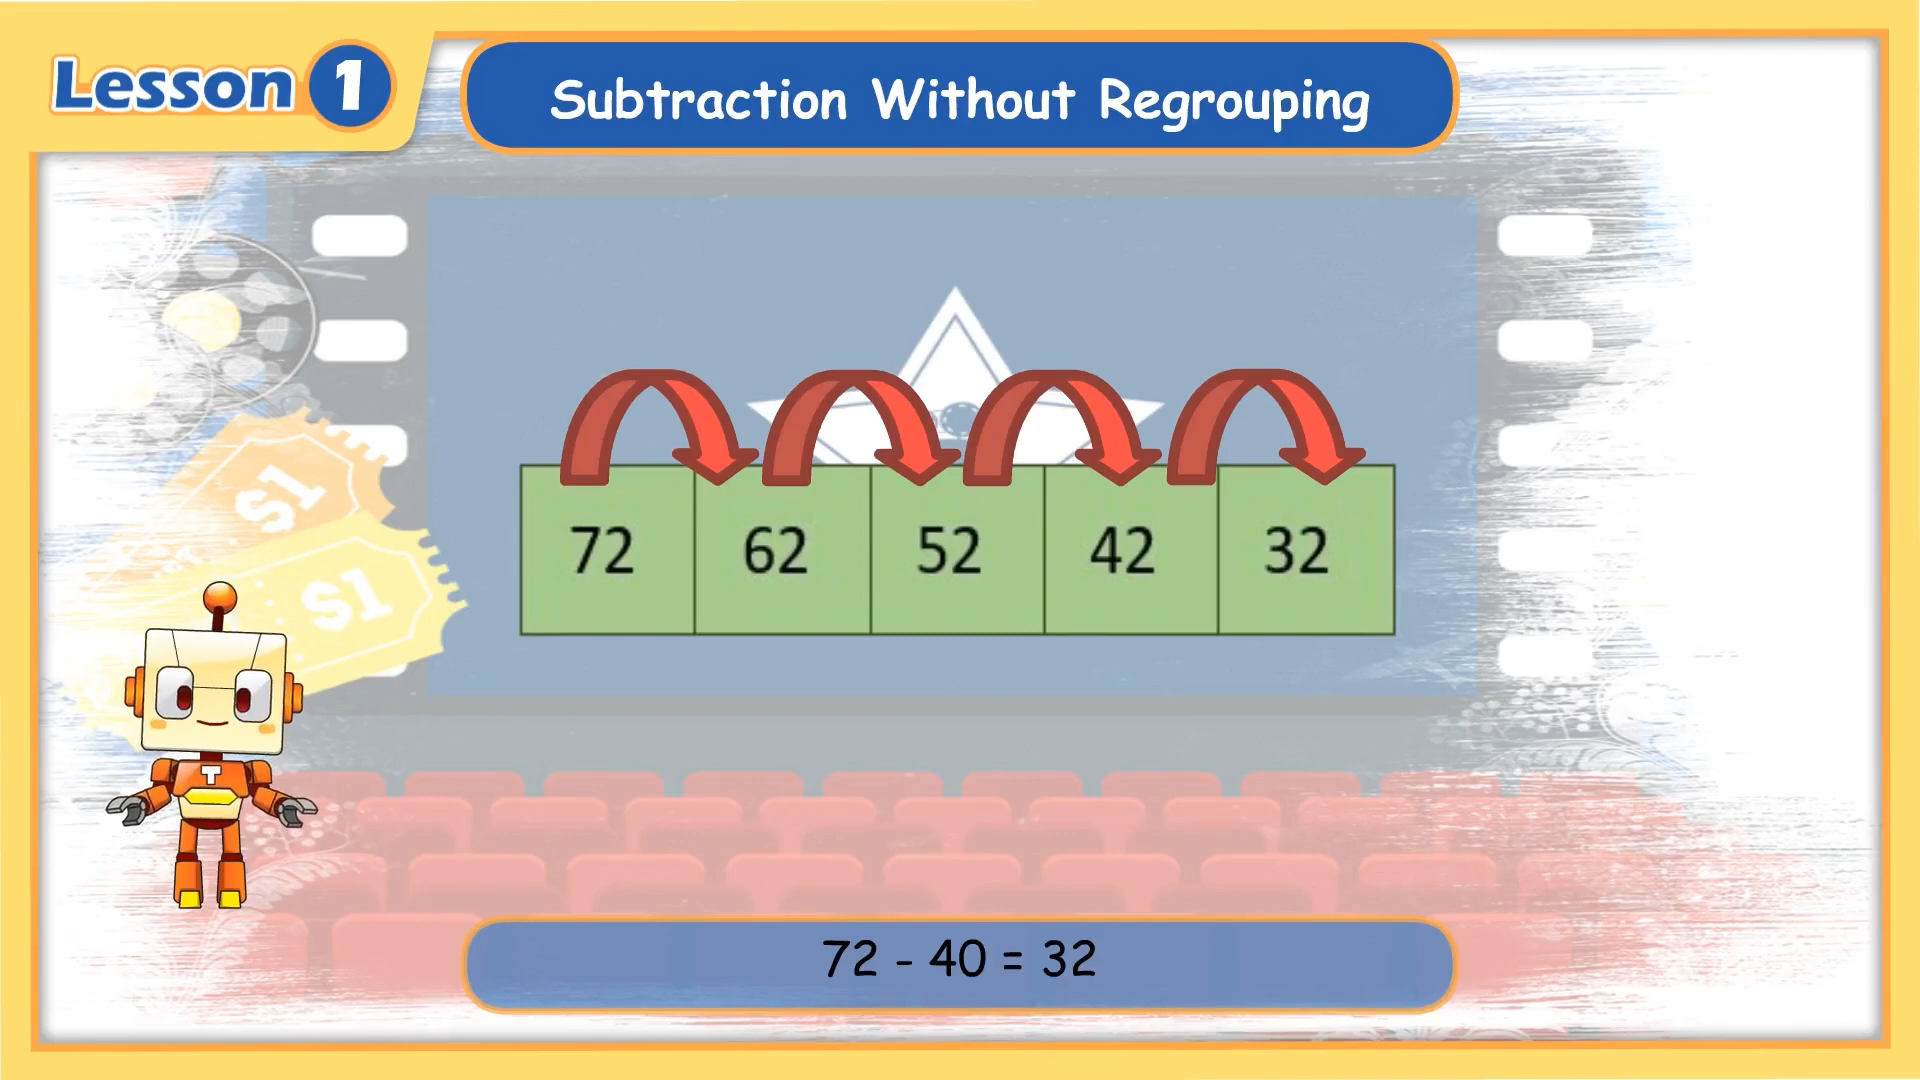 Lesson 1
Subtraction Without Regrouping
$1
$1
72 62 52 42 32
T
72 - 40 = 32